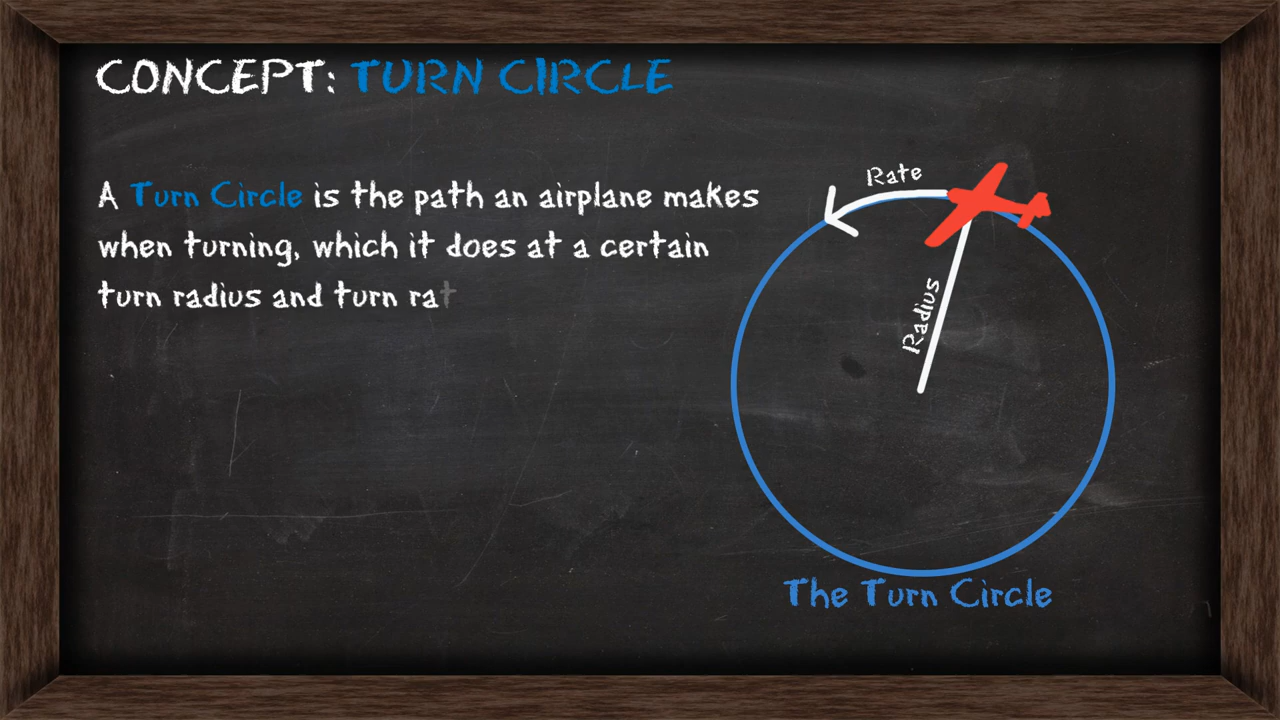 CONCEPT: TURN CIRCLE
A Turn Circle is the path an airplane makes
when turning, which it does at a certain
turn radius and turn rat
Rate
Radius
The Turn Circle